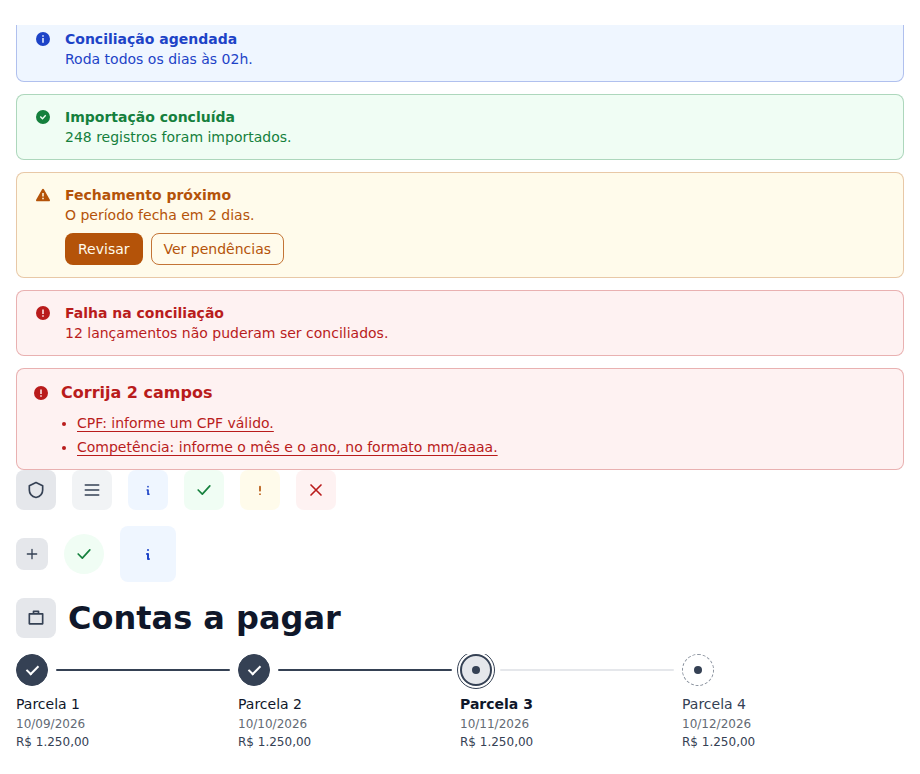 Conciliação agendada
Roda todos os dias às 02h.
Importação concluída
248 registros foram importados.
Fechamento próximo
O período fecha em 2 dias.
Revisar
Ver pendências
Falha na conciliação
12 lançamentos não puderam ser conciliados.
Corrija 2 campos
CPF: informe um CPF válido.
Competência: informe o mês e o ano, no formato mm/aaaa.
Contas a pagar
Parcela 1
10/09/2026
R$ 1.250,00
Parcela 2
10/10/2026
R$ 1.250,00
Parcela 3
10/11/2026
R$ 1.250,00
Parcela 4
10/12/2026
R$ 1.250,00